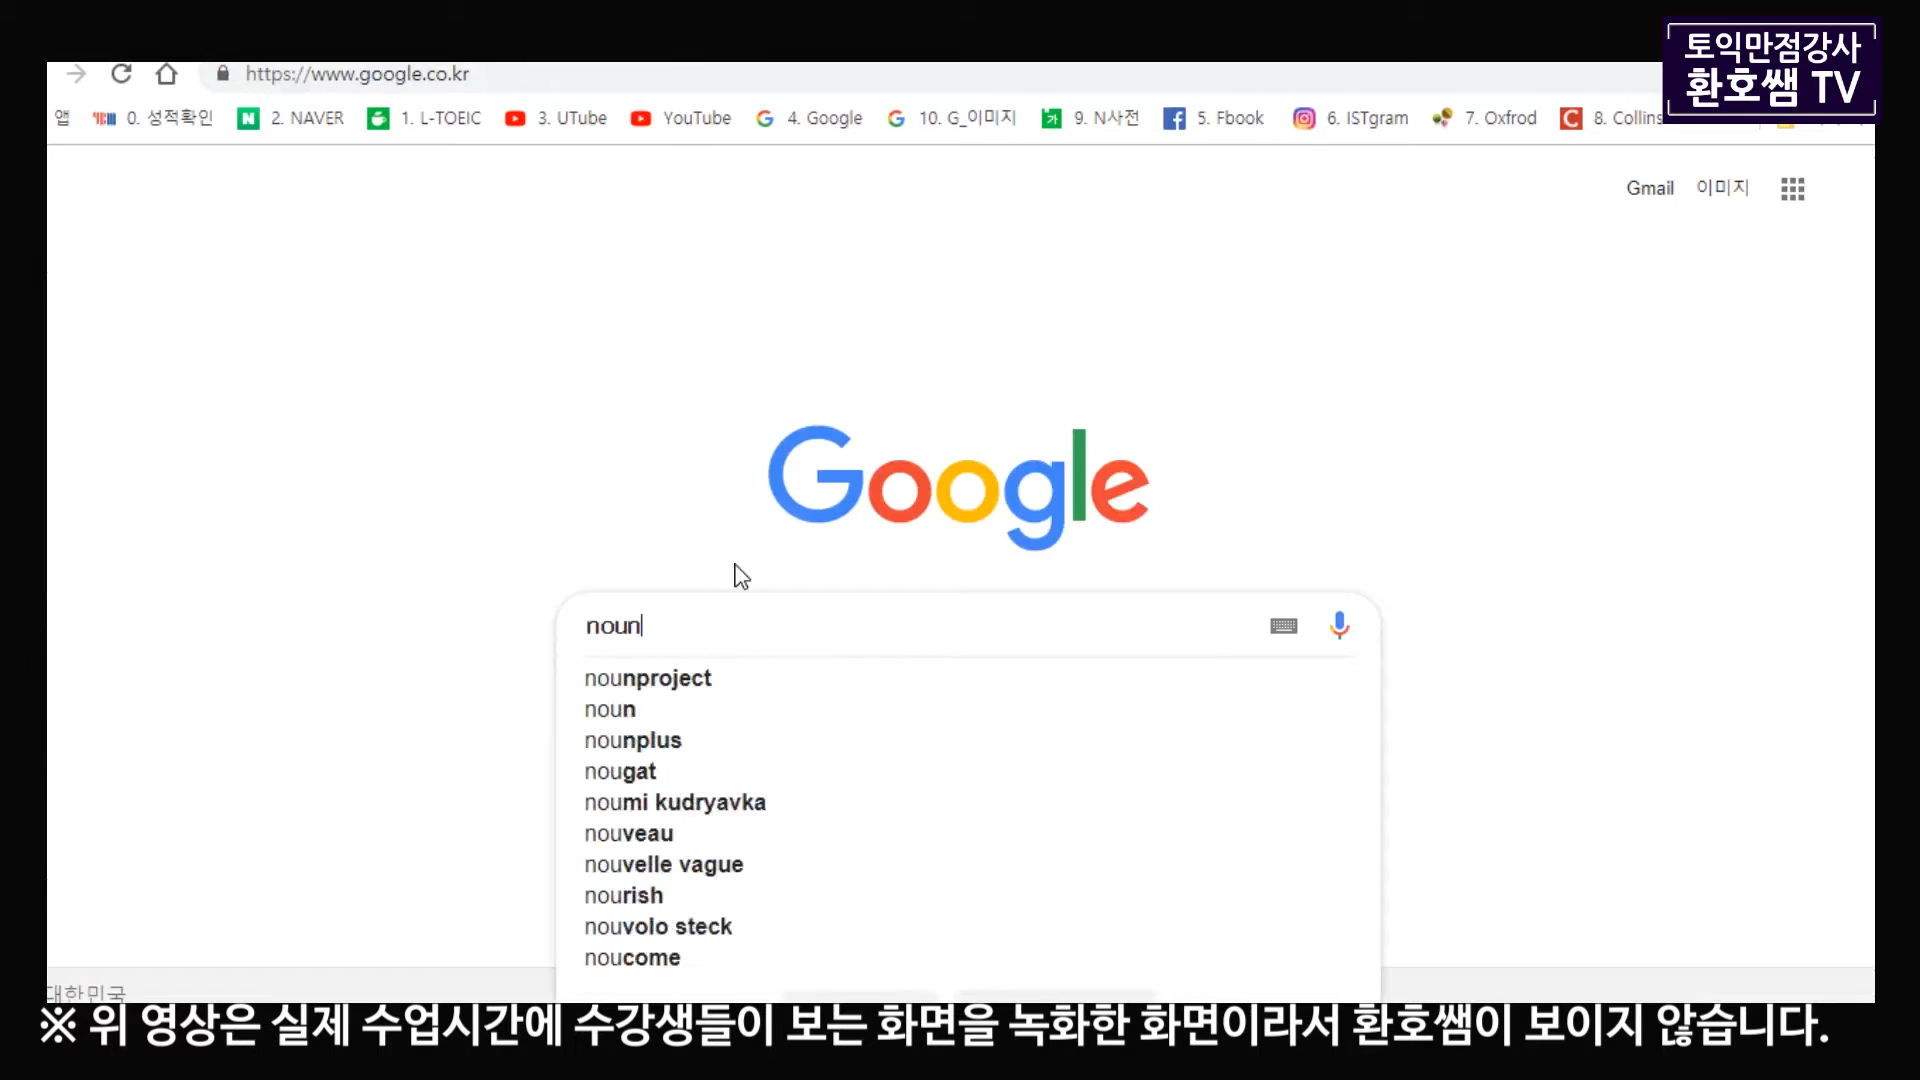 토익만점강사
환호쌤 TV
https://www.google.co.kr
앱 YBM 0. 성적확인 N 2. NAVER 1. L-TOEIC 3. UTube YouTube G 4. Google G 10. G_이미지 가 9. N사전 f 5. Fbook 6. ISTgram 7. Oxfrod C 8. Collins
Gmail 이미지
Google
noun
nounproject
noun
nounplus
nougat
noumi kudryavka
nouveau
nouvelle vague
nourish
nouvolo steck
noucome
대한민국
※ 위 영상은 실제 수업시간에 수강생들이 보는 화면을 녹화한 화면이라서 환호쌤이 보이지 않습니다.